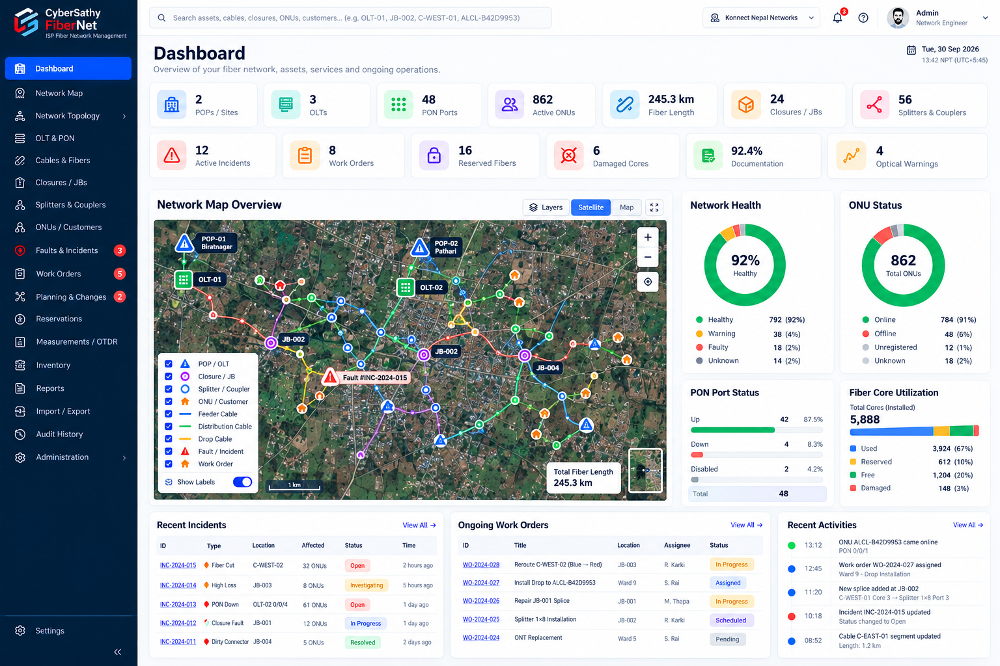 CyberSathy
FiberNet
ISP Fiber Network Management
Search assets, cables, closures, ONUs, customers... (e.g. OLT-01, JB-002, C-WEST-01, ALCL-B42D9953)
Konnect Nepal Networks
3
Admin
Network Engineer
Dashboard
Network Map
Network Topology
OLT & PON
Cables & Fibers
Closures / JBs
Splitters & Couplers
ONUs / Customers
Faults & Incidents 3
Work Orders 5
Planning & Changes 2
Reservations
Measurements / OTDR
Inventory
Reports
Import / Export
Audit History
Administration
Settings
Dashboard
Overview of your fiber network, assets, services and ongoing operations.
Tue, 30 Sep 2026
13:42 NPT (UTC+5:45)
2
POPs / Sites
3
OLTs
48
PON Ports
862
Active ONUs
245.3 km
Fiber Length
24
Closures / JBs
56
Splitters & Couplers
12
Active Incidents
8
Work Orders
16
Reserved Fibers
6
Damaged Cores
92.4%
Documentation
4
Optical Warnings
Network Map Overview
Layers
Satellite
Map
POP-01
Biratnagar
OLT-01
POP-02
Pathari
OLT-02
JB-002
JB-002
JB-004
Fault #INC-2024-015
POP / OLT
Closure / JB
Splitter / Coupler
ONU / Customer
Feeder Cable
Distribution Cable
Drop Cable
Fault / Incident
Work Order
Show Labels
1 km
Total Fiber Length
245.3 km
Network Health
92%
Healthy
Healthy 792 (92%)
Warning 38 (4%)
Faulty 18 (2%)
Unknown 14 (2%)
ONU Status
862
Total ONUs
Online 784 (91%)
Offline 48 (6%)
Unregistered 12 (1%)
Unknown 18 (2%)
PON Port Status
Up 42 87.5%
Down 4 8.3%
Disabled 2 4.2%
Total 48
Fiber Core Utilization
Total Cores (Installed)
5,888
Used 3,924 (67%)
Reserved 612 (10%)
Free 1,204 (20%)
Damaged 148 (3%)
Recent Incidents
View All →
ID Type Location Affected Status Time
INC-2024-015 Fiber Cut C-WEST-02 32 ONUs Open 2 hours ago
INC-2024-014 High Loss JB-003 8 ONUs Investigating 5 hours ago
INC-2024-013 PON Down OLT-02 0/0/4 61 ONUs Open 1 day ago
INC-2024-012 Closure Fault JB-001 12 ONUs In Progress 1 day ago
INC-2024-011 Dirty Connector JB-004 5 ONUs Resolved 2 days ago
Ongoing Work Orders
View All →
ID Title Location Assignee Status
WO-2024-028 Reroute C-WEST-02 (Blue → Red) JB-003 R. Karki In Progress
WO-2024-027 Install Drop to ALCL-B42D9953 Ward 9 S. Rai Assigned
WO-2024-026 Repair JB-001 Splice JB-001 M. Thapa In Progress
WO-2024-025 Splitter 1×8 Installation JB-002 R. Karki Scheduled
WO-2024-024 ONT Replacement Ward 5 S. Rai Pending
Recent Activities
View All →
13:12 ONU ALCL-B42D9953 came online
PON 0/0/1
12:45 Work order WO-2024-027 assigned
Ward 9 - Drop Installation
11:20 New splice added at JB-002
C-WEST-01 Core 3 → Splitter 1×8 Port 3
10:18 Incident INC-2024-015 updated
Status changed to Open
08:52 Cable C-EAST-01 segment updated
Length: 1.2 km